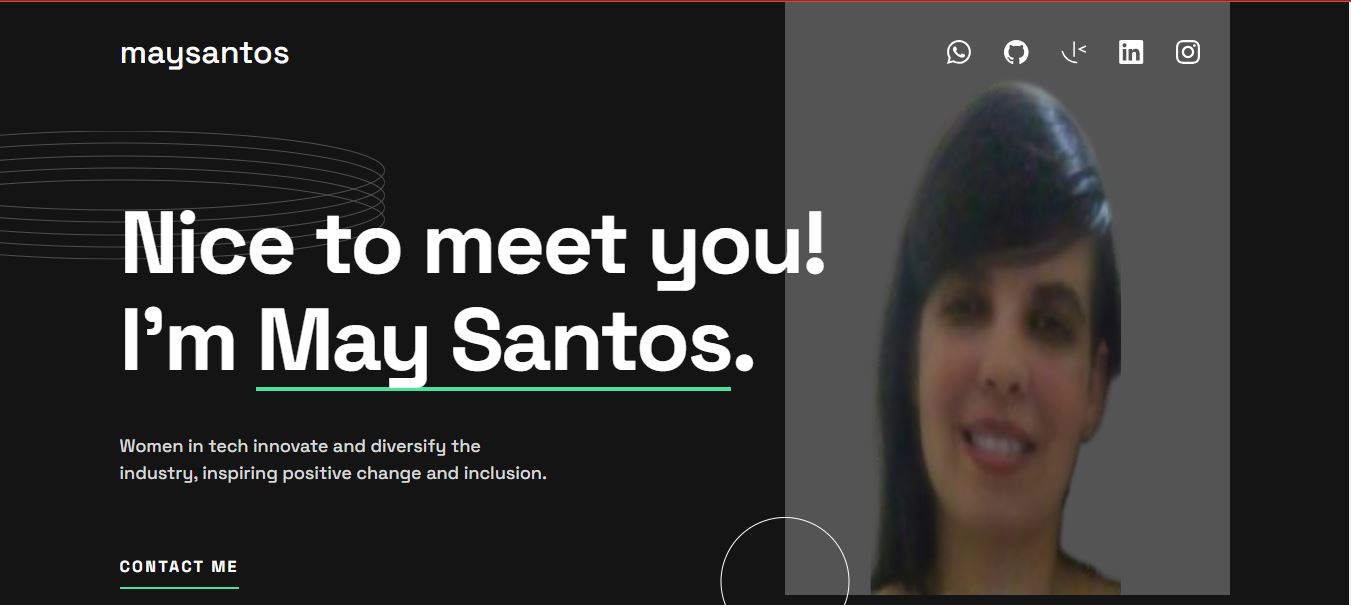 maysantos
Nice to meet you!
I’m May Santos.
Women in tech innovate and diversify the
industry, inspiring positive change and inclusion.
CONTACT ME